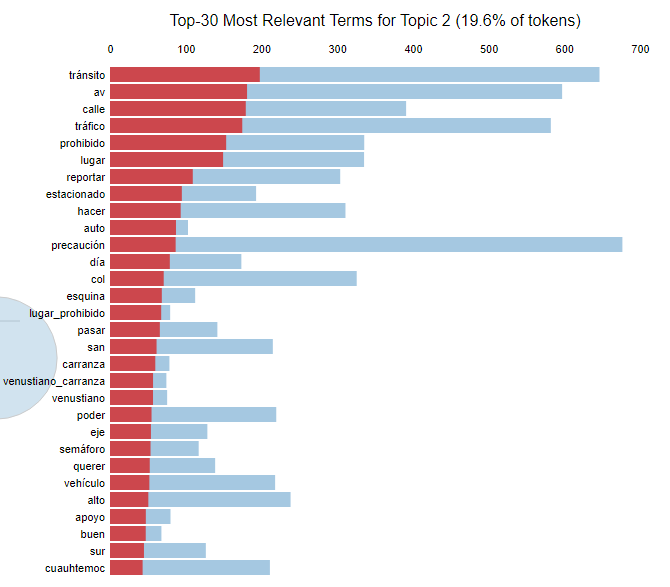 Top-30 Most Relevant Terms for Topic 2 (19.6% of tokens)
0 100 200 300 400 500 600 700
tránsito
av
calle
tráfico
prohibido
lugar
reportar
estacionado
hacer
auto
precaución
día
col
esquina
lugar_prohibido
pasar
san
carranza
venustiano_carranza
venustiano
poder
eje
semáforo
querer
vehículo
alto
apoyo
buen
sur
cuauhtemoc